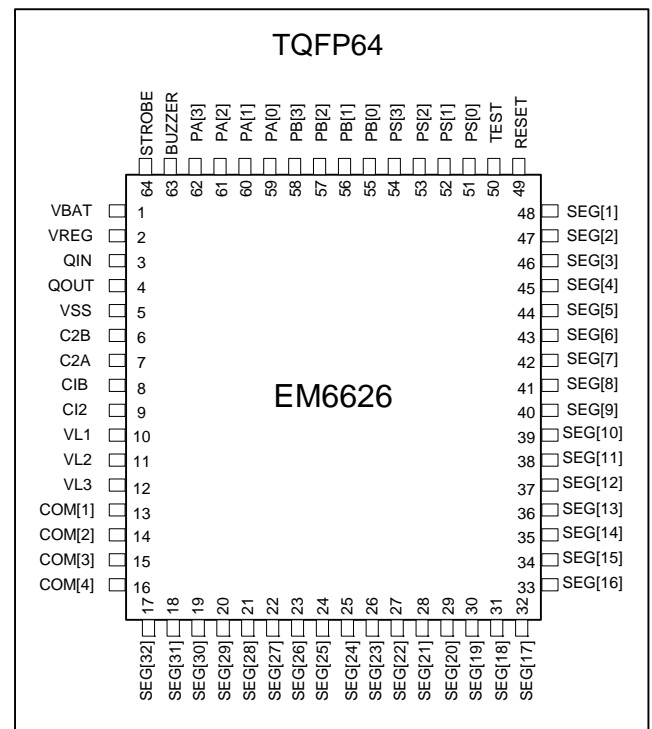 TQFP64
STROBE BUZZER PA[3] PA[2] PA[1] PA[0] PB[3] PB[2] PB[1] PB[0] PS[3] PS[2] PS[1] PS[0] TEST RESET
64 63 62 61 60 59 58 57 56 55 54 53 52 51 50 49
VBAT 1 48 SEG[1]
VREG 2 47 SEG[2]
QIN 3 46 SEG[3]
QOUT 4 45 SEG[4]
VSS 5 44 SEG[5]
C2B 6 43 SEG[6]
C2A 7 42 SEG[7]
CIB 8 41 SEG[8]
CI2 9 40 SEG[9]
EM6626
VL1 10 39 SEG[10]
VL2 11 38 SEG[11]
VL3 12 37 SEG[12]
COM[1] 13 36 SEG[13]
COM[2] 14 35 SEG[14]
COM[3] 15 34 SEG[15]
COM[4] 16 33 SEG[16]
17 18 19 20 21 22 23 24 25 26 27 28 29 30 31 32
SEG[32] SEG[31] SEG[30] SEG[29] SEG[28] SEG[27] SEG[26] SEG[25] SEG[24] SEG[23] SEG[22] SEG[21] SEG[20] SEG[19] SEG[18] SEG[17]